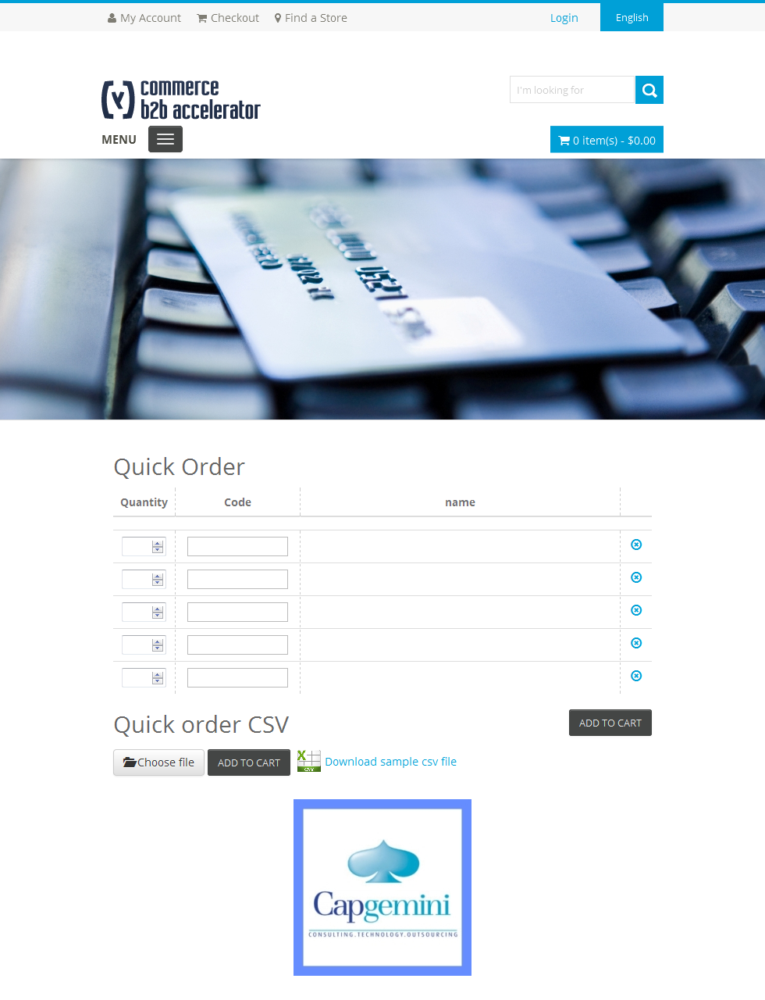 My Account Checkout Find a Store Login English
commerce
b2b accelerator
I'm looking for
MENU
0 item(s) - $0.00
Quick Order
Quantity Code name
Quick order CSV
ADD TO CART
Choose file ADD TO CART CSV Download sample csv file
Capgemini
CONSULTING.TECHNOLOGY.OUTSOURCING